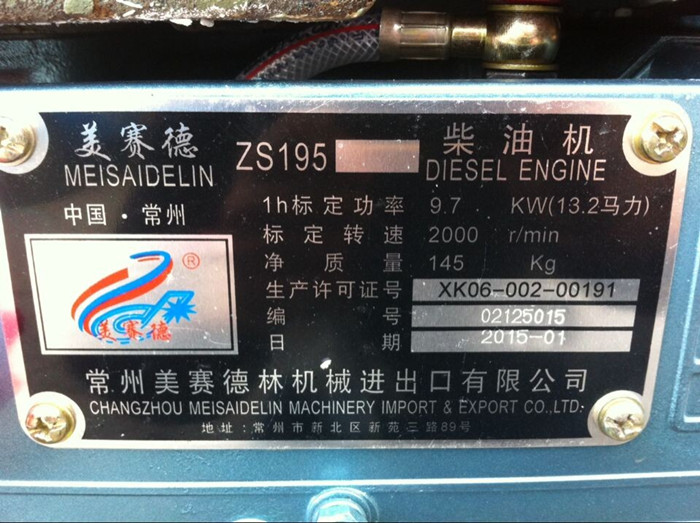 美赛德 ZS195 柴油机
MEISAIDELIN DIESEL ENGINE
中国·常州
1h标定功率 9.7 KW(13.2马力)
标定转速 2000 r/min
净质量 145 Kg
生产许可证号 XK06-002-00191
编号 02125015
日期 2015-01
®
美赛德
常州美赛德林机械进出口有限公司
CHANGZHOU MEISAIDELIN MACHINERY IMPORT & EXPORT CO.,LTD.
地址:常州市新北区新苑三路89号